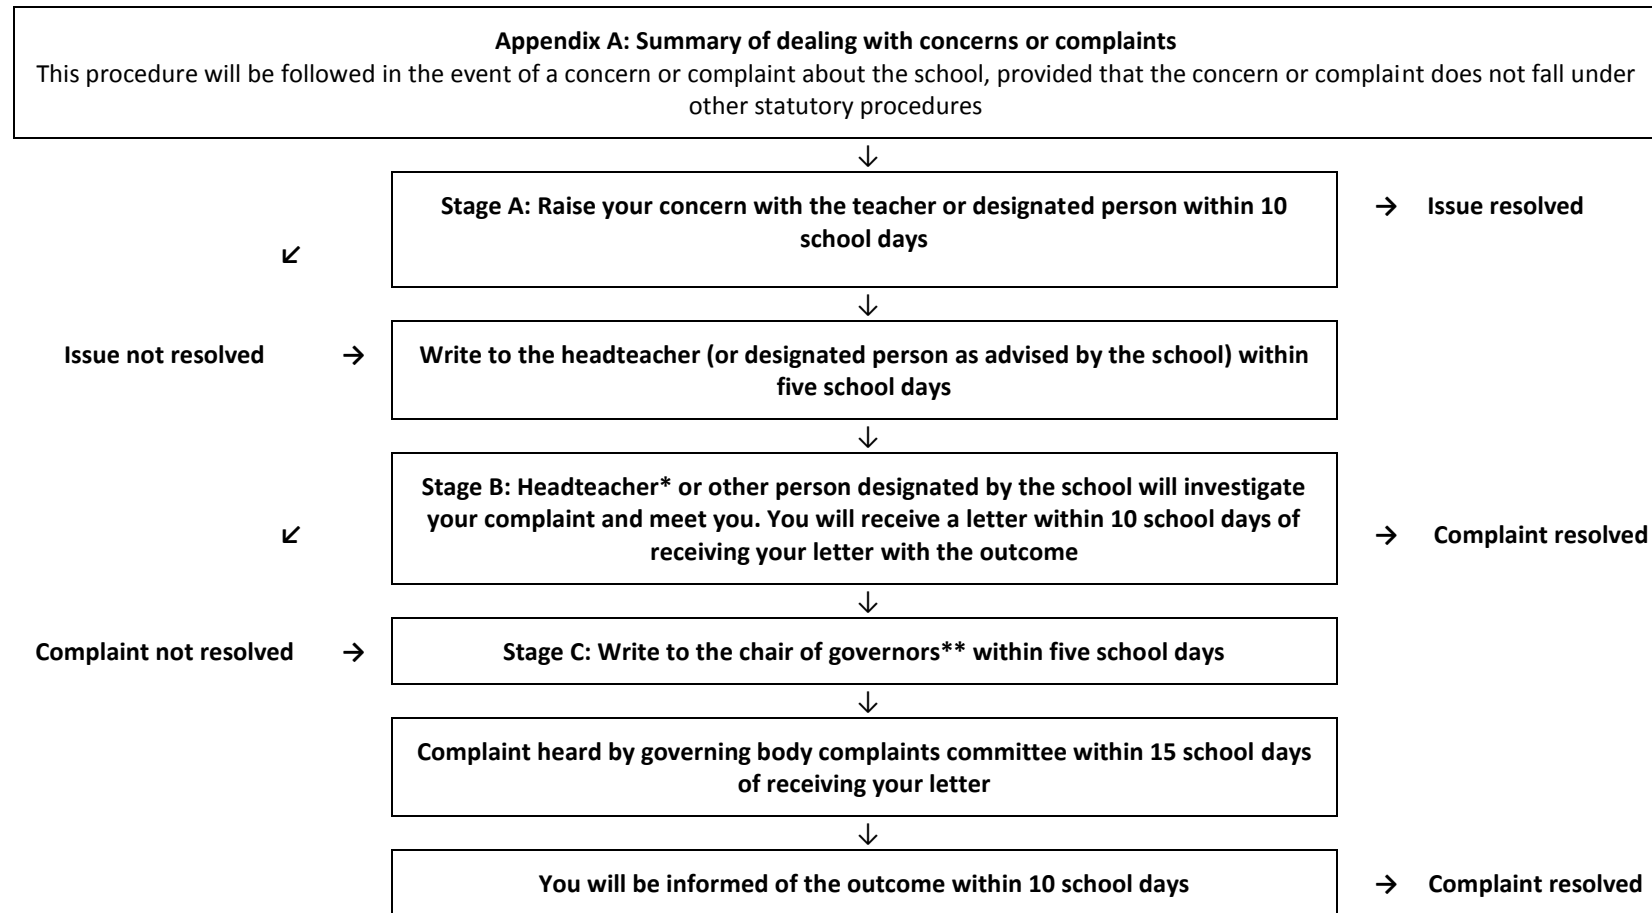 Appendix A: Summary of dealing with concerns or complaints
This procedure will be followed in the event of a concern or complaint about the school, provided that the concern or complaint does not fall under
other statutory procedures
↓
Stage A: Raise your concern with the teacher or designated person within 10
school days
→ Issue resolved
↙
↓
Issue not resolved →
Write to the headteacher (or designated person as advised by the school) within
five school days
↓
Stage B: Headteacher* or other person designated by the school will investigate
your complaint and meet you. You will receive a letter within 10 school days of
receiving your letter with the outcome
↙
→ Complaint resolved
↓
Complaint not resolved →
Stage C: Write to the chair of governors** within five school days
↓
Complaint heard by governing body complaints committee within 15 school days
of receiving your letter
↓
You will be informed of the outcome within 10 school days
→ Complaint resolved